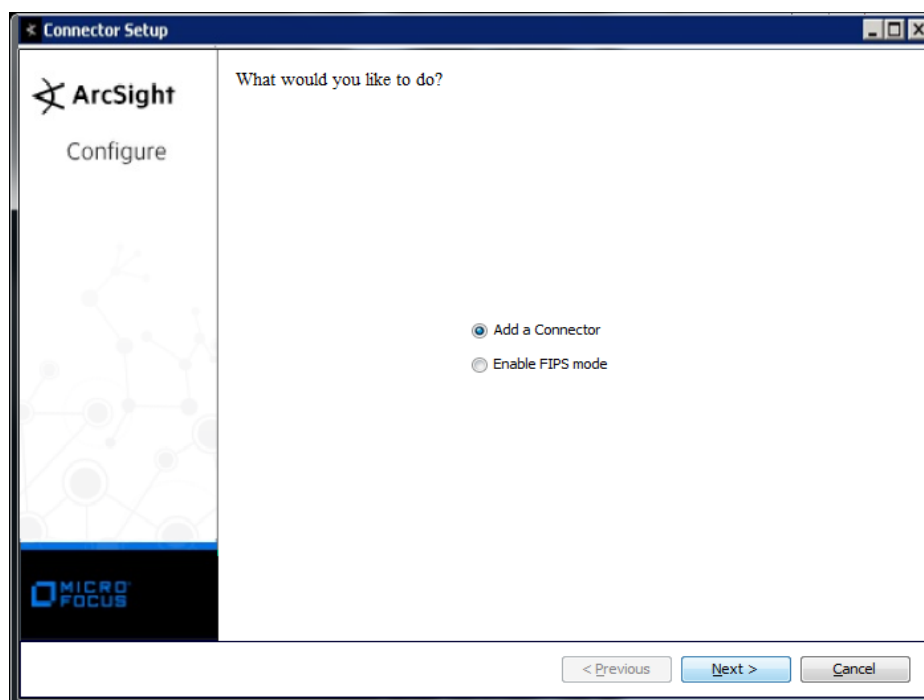 Connector Setup
ArcSight
Configure
What would you like to do?
Add a Connector
Enable FIPS mode
MICRO
FOCUS
< Previous
Next >
Cancel